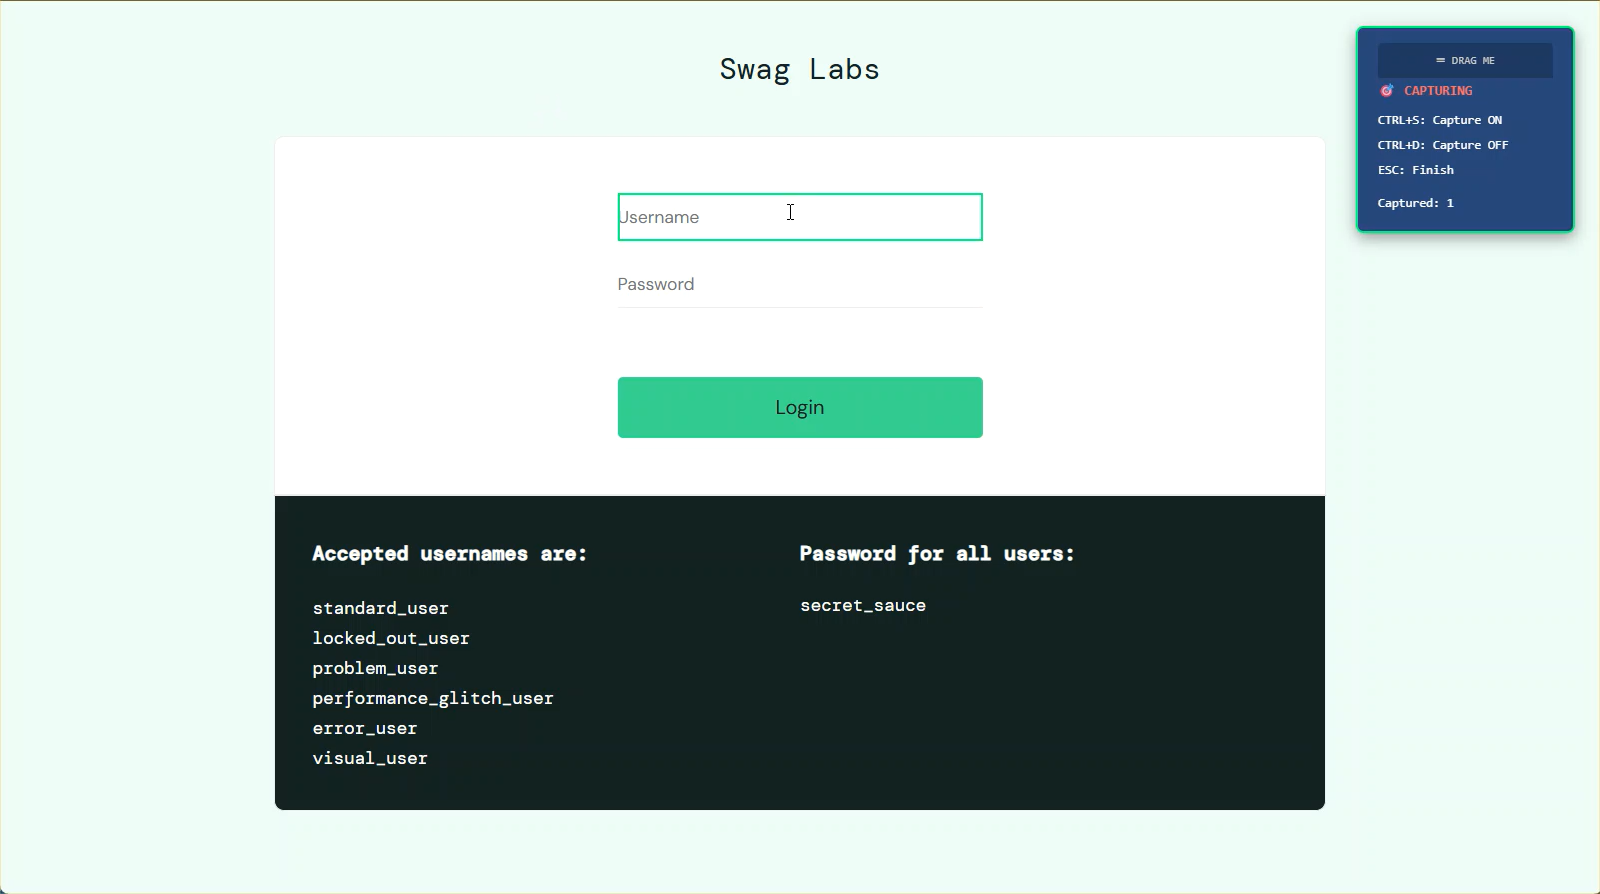 Swag Labs
Username
Password
Login
Accepted usernames are:
standard_user
locked_out_user
problem_user
performance_glitch_user
error_user
visual_user
Password for all users:
secret_sauce
= DRAG ME
🎯 CAPTURING
CTRL+S: Capture ON
CTRL+D: Capture OFF
ESC: Finish
Captured: 1